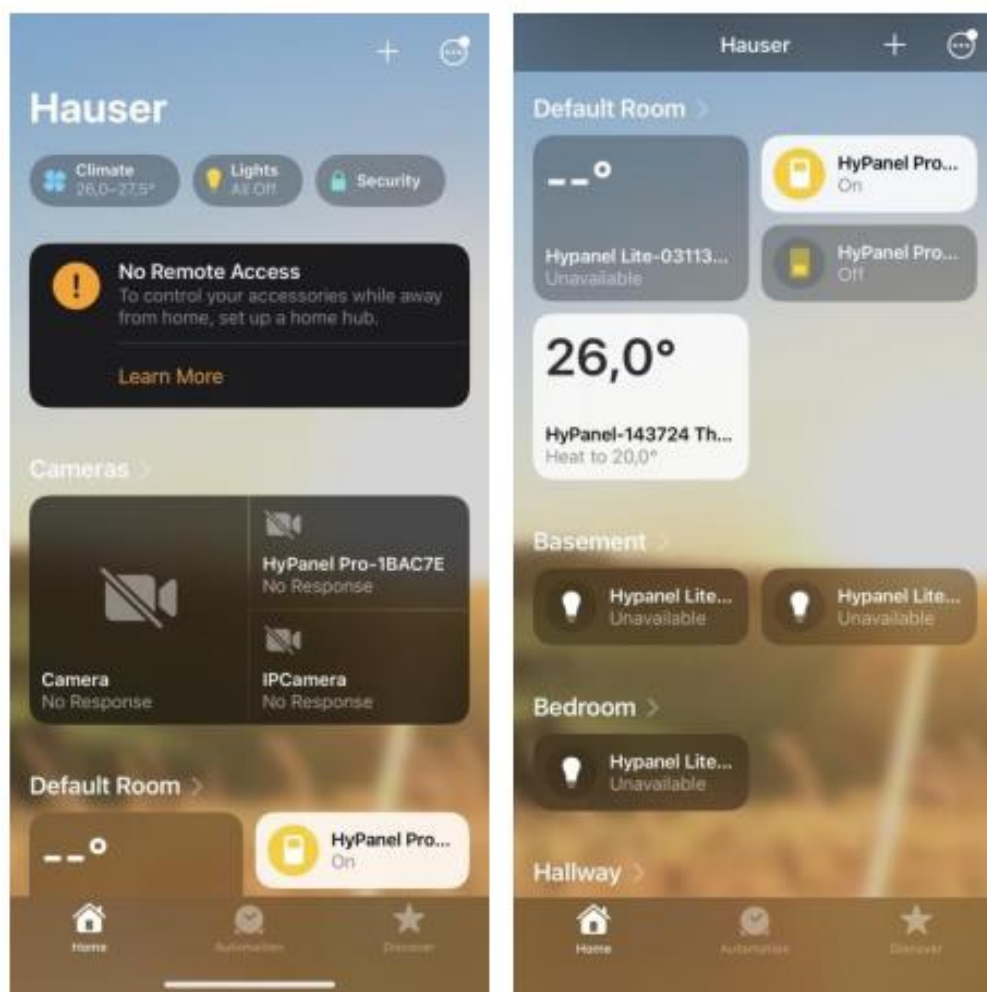 Hauser
Climate
26,0–27,5°
Lights
All Off
Security
No Remote Access
To control your accessories while away
from home, set up a home hub.
Learn More
Cameras
Camera
No Response
HyPanel Pro-1BAC7E
No Response
IPCamera
No Response
Default Room
--°
HyPanel Pro...
On
Home
Automation
Discover
Hauser
Default Room
--°
Hypanel Lite-03113...
Unavailable
HyPanel Pro...
On
HyPanel Pro...
Off
26,0°
HyPanel-143724 Th...
Heat to 20,0°
Basement
Hypanel Lite...
Unavailable
Hypanel Lite...
Unavailable
Bedroom
Hypanel Lite...
Unavailable
Hallway
Home
Automation
Discover